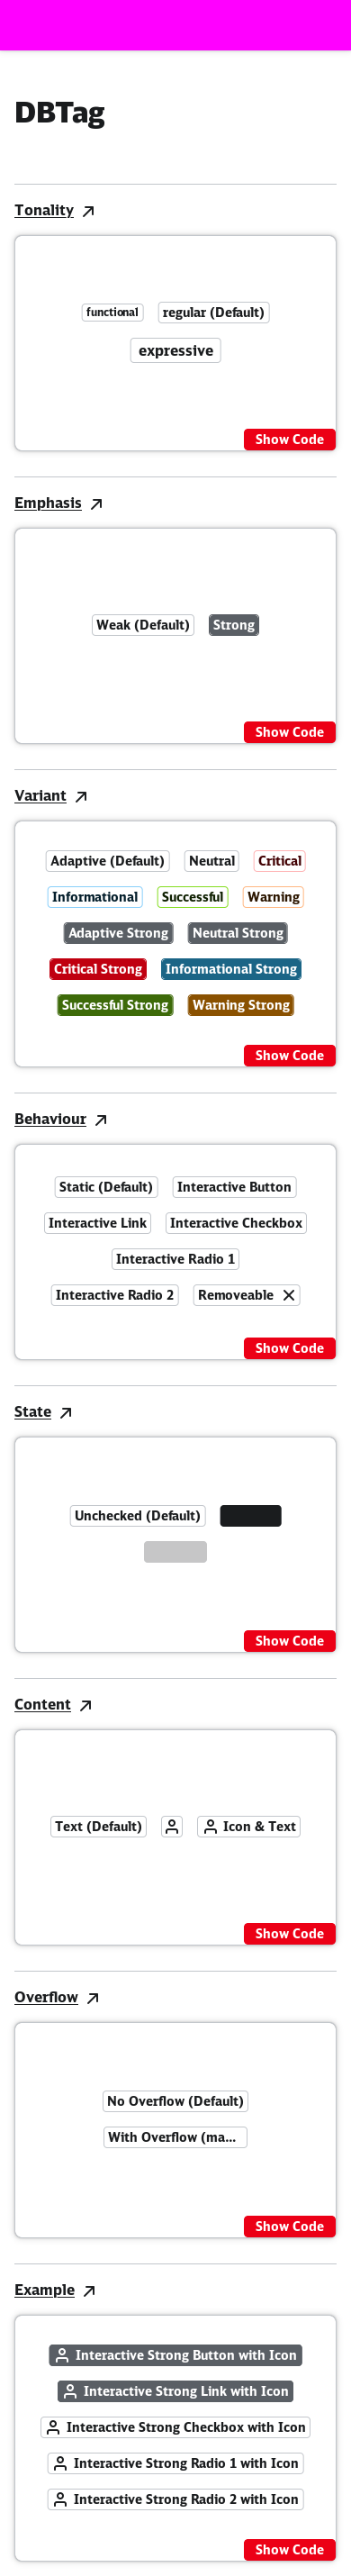 DBTag
Tonality
functional
regular (Default)
expressive
Show Code
Emphasis
Weak (Default)
Strong
Show Code
Variant
Adaptive (Default)
Neutral
Critical
Informational
Successful
Warning
Adaptive Strong
Neutral Strong
Critical Strong
Informational Strong
Successful Strong
Warning Strong
Show Code
Behaviour
Static (Default)
Interactive Button
Interactive Link
Interactive Checkbox
Interactive Radio 1
Interactive Radio 2
Removeable
Show Code
State
Unchecked (Default)
Show Code
Content
Text (Default)
Icon & Text
Show Code
Overflow
No Overflow (Default)
With Overflow (ma...
Show Code
Example
Interactive Strong Button with Icon
Interactive Strong Link with Icon
Interactive Strong Checkbox with Icon
Interactive Strong Radio 1 with Icon
Interactive Strong Radio 2 with Icon
Show Code